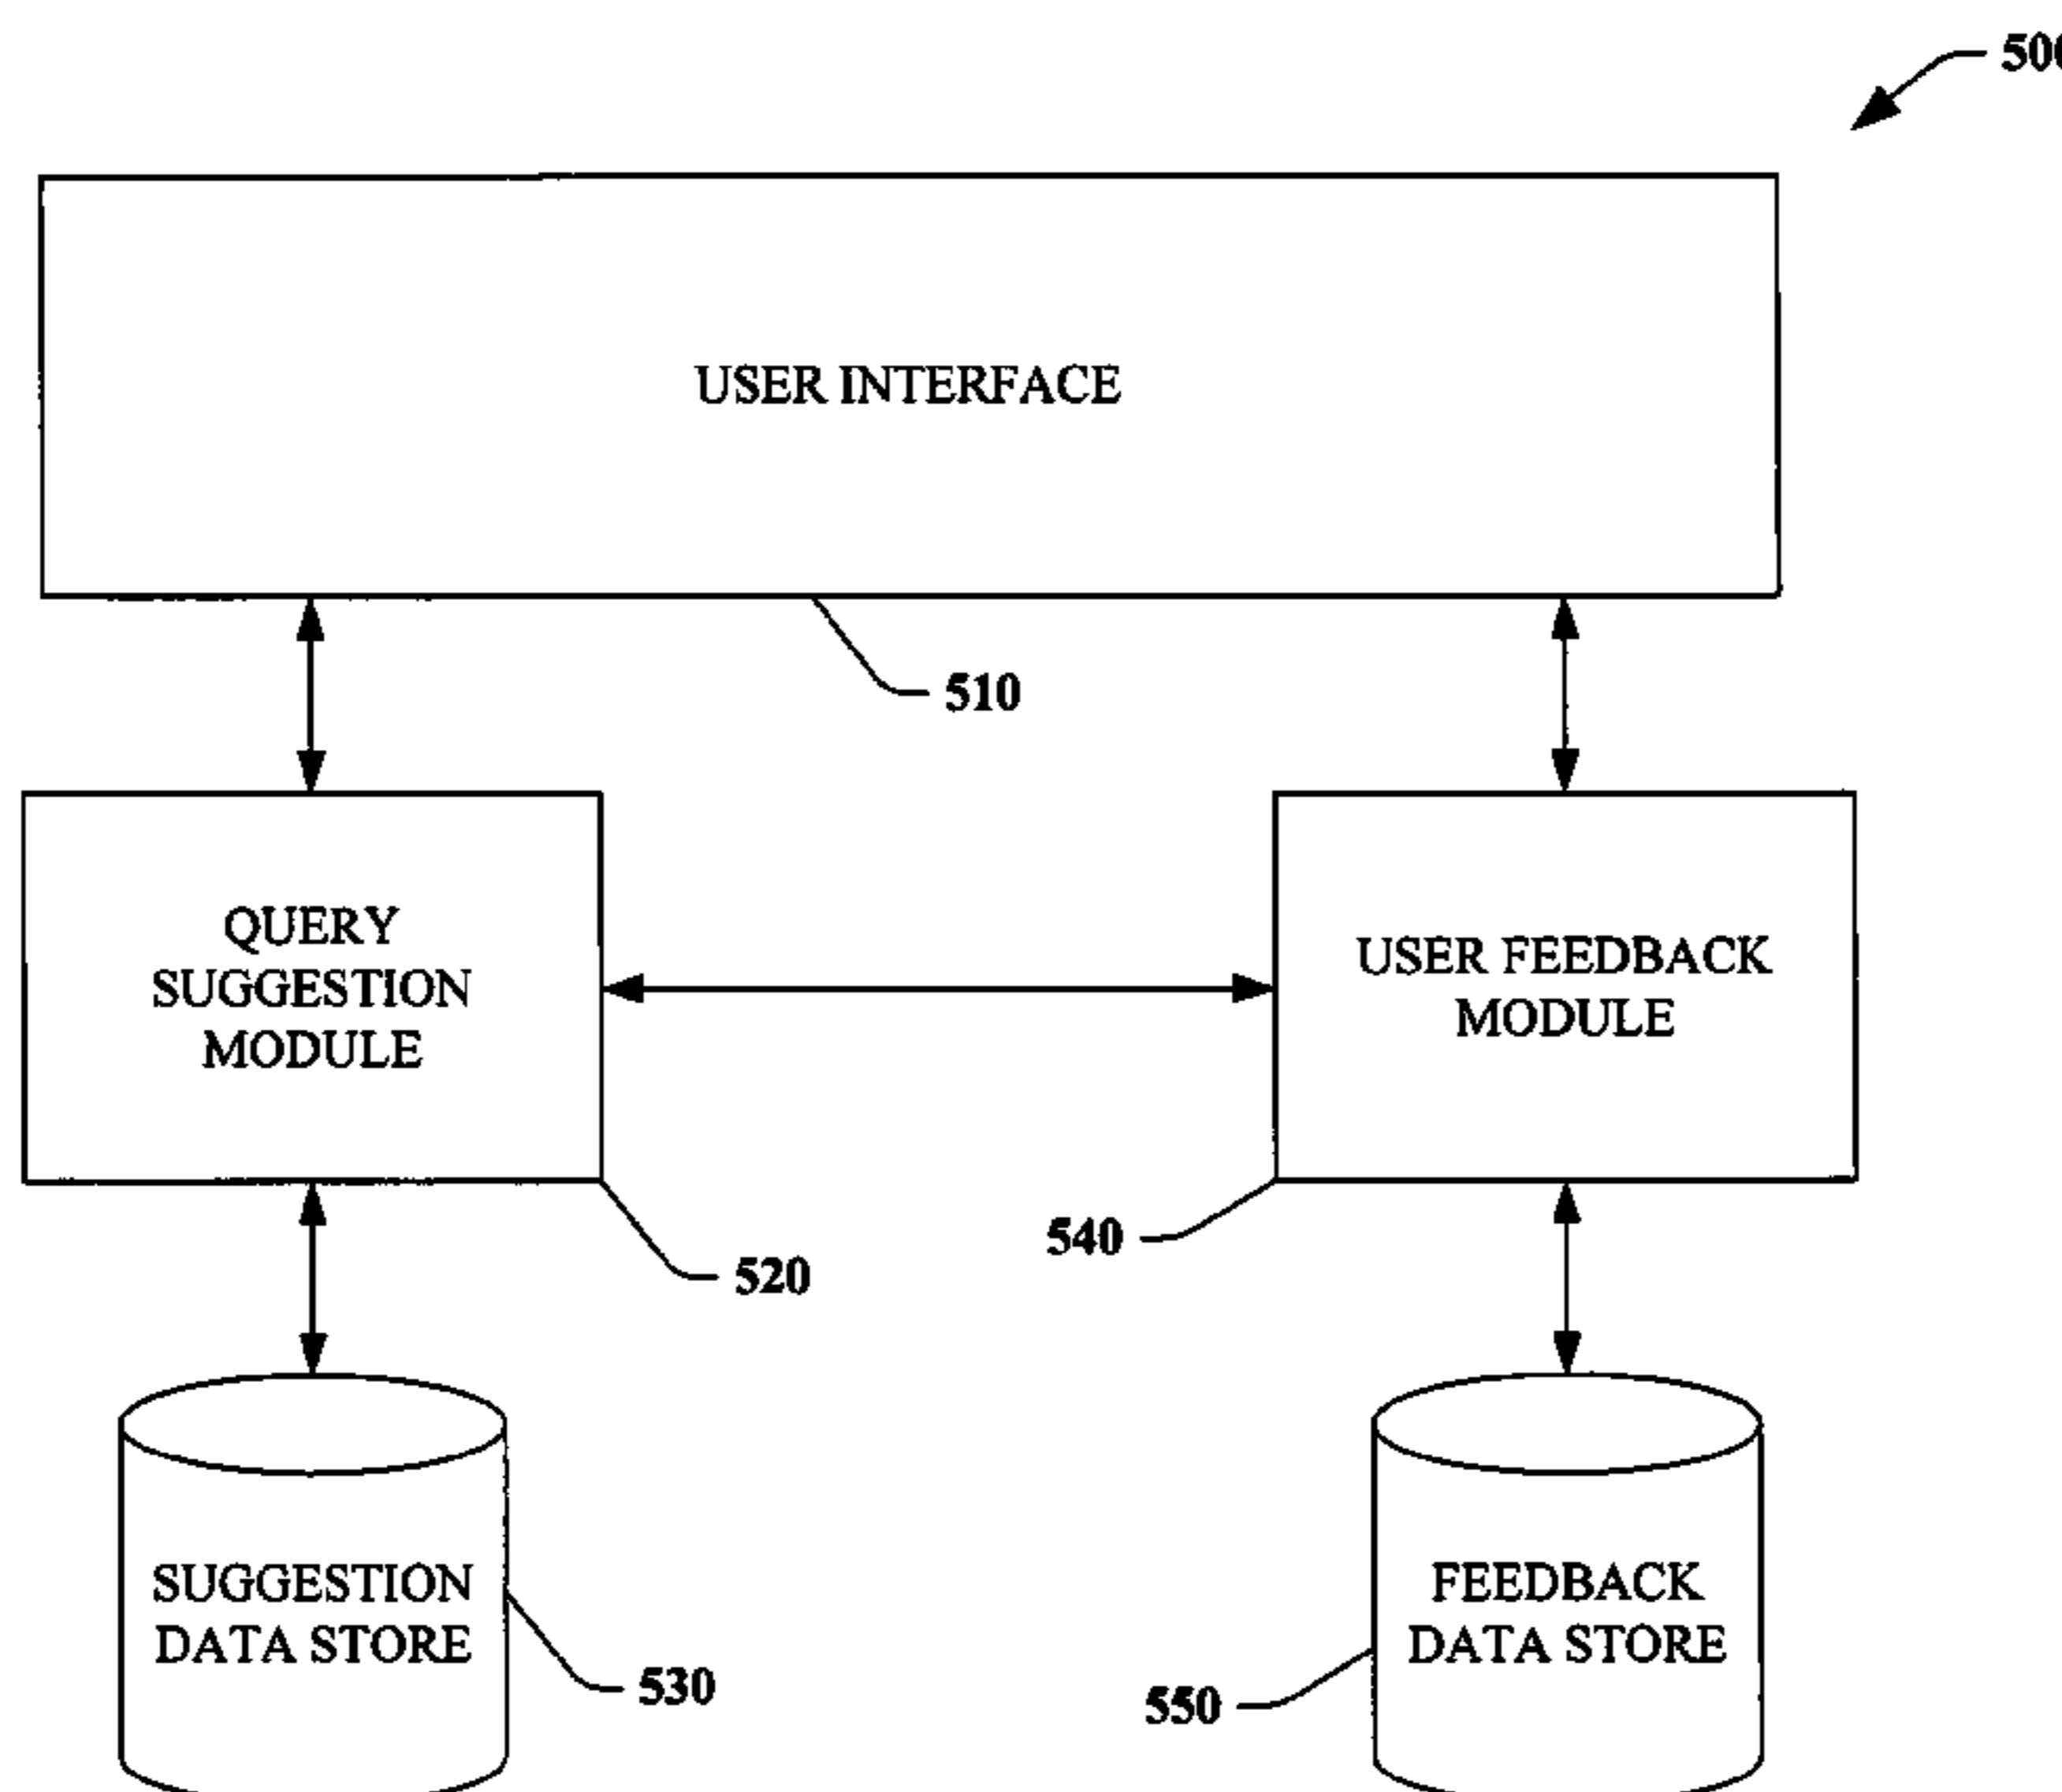 500
USER INTERFACE
510
QUERY
SUGGESTION
MODULE
USER FEEDBACK
MODULE
540
520
SUGGESTION
DATA STORE
FEEDBACK
DATA STORE
530
550